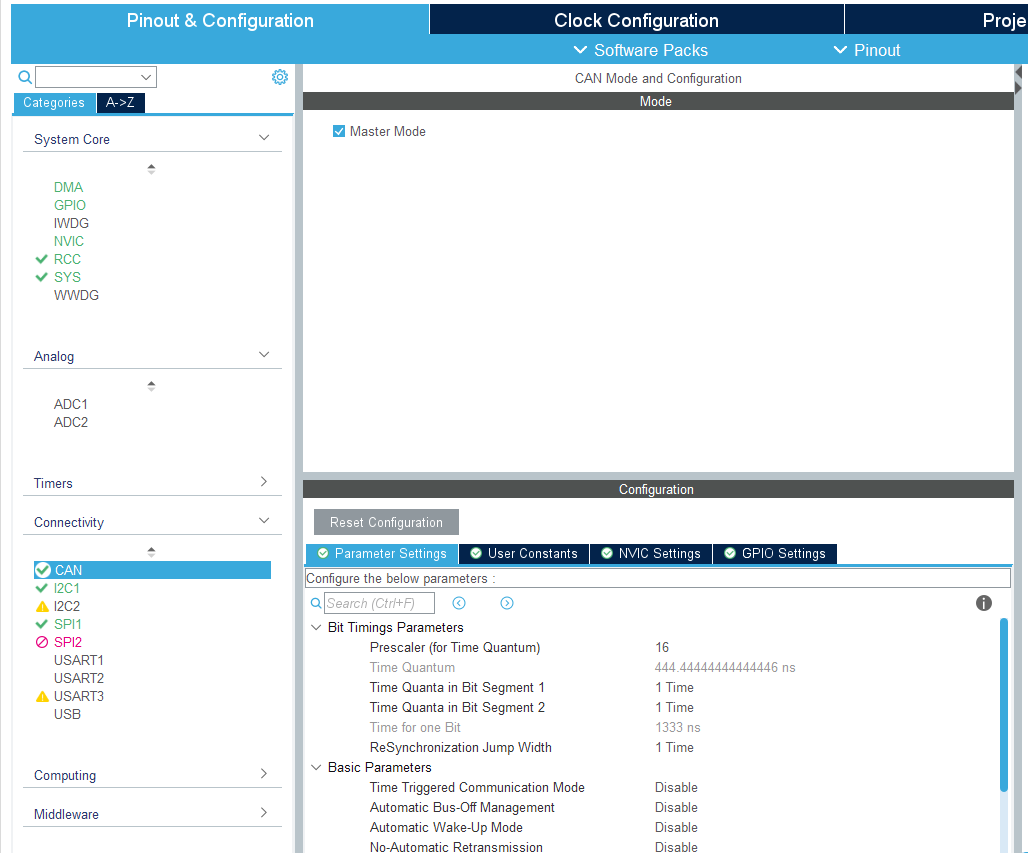 Pinout & Configuration
Clock Configuration
Proje
Software Packs
Pinout
Categories
A->Z
System Core
DMA
GPIO
IWDG
NVIC
RCC
SYS
WWDG
Analog
ADC1
ADC2
Timers
Connectivity
CAN
I2C1
I2C2
SPI1
SPI2
USART1
USART2
USART3
USB
Computing
Middleware
CAN Mode and Configuration
Mode
Master Mode
Configuration
Reset Configuration
Parameter Settings
User Constants
NVIC Settings
GPIO Settings
Configure the below parameters :
Search (Ctrl+F)
Bit Timings Parameters
Prescaler (for Time Quantum) 16
Time Quantum 444.44444444444446 ns
Time Quanta in Bit Segment 1 1 Time
Time Quanta in Bit Segment 2 1 Time
Time for one Bit 1333 ns
ReSynchronization Jump Width 1 Time
Basic Parameters
Time Triggered Communication Mode Disable
Automatic Bus-Off Management Disable
Automatic Wake-Up Mode Disable
No-Automatic Retransmission Disable